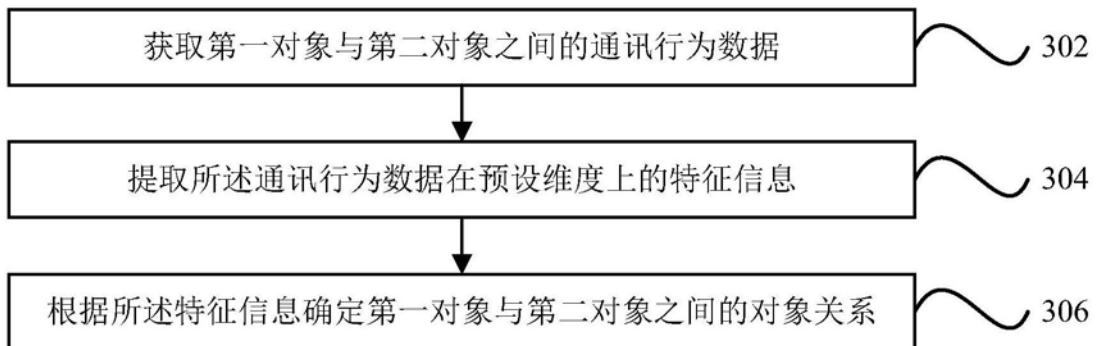 获取第一对象与第二对象之间的通讯行为数据
302
提取所述通讯行为数据在预设维度上的特征信息
304
根据所述特征信息确定第一对象与第二对象之间的对象关系
306